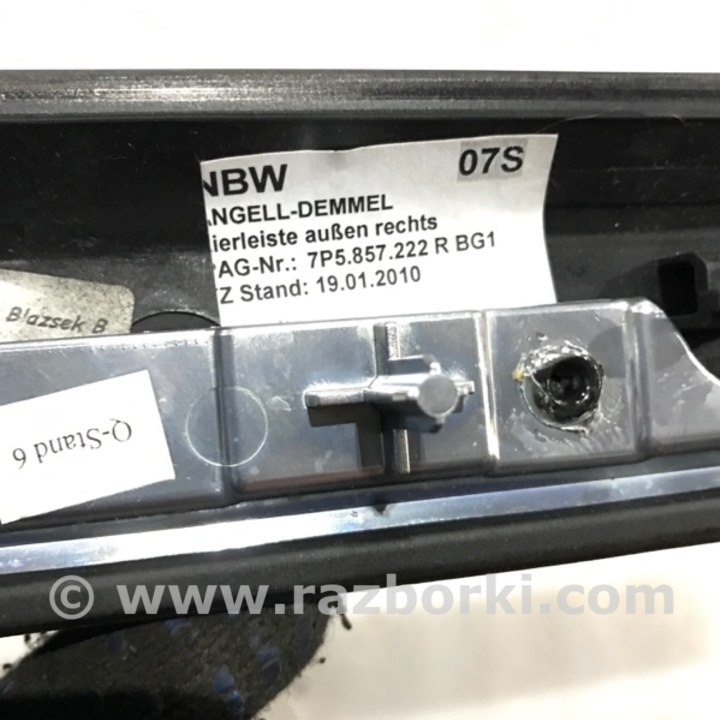 NBW 07S
ANGELL-DEMMEL
ierleiste außen rechts
AG-Nr.: 7P5.857.222 R BG1
Z Stand: 19.01.2010
Blazsek B
Q-Stand 6
© www.razborki.com